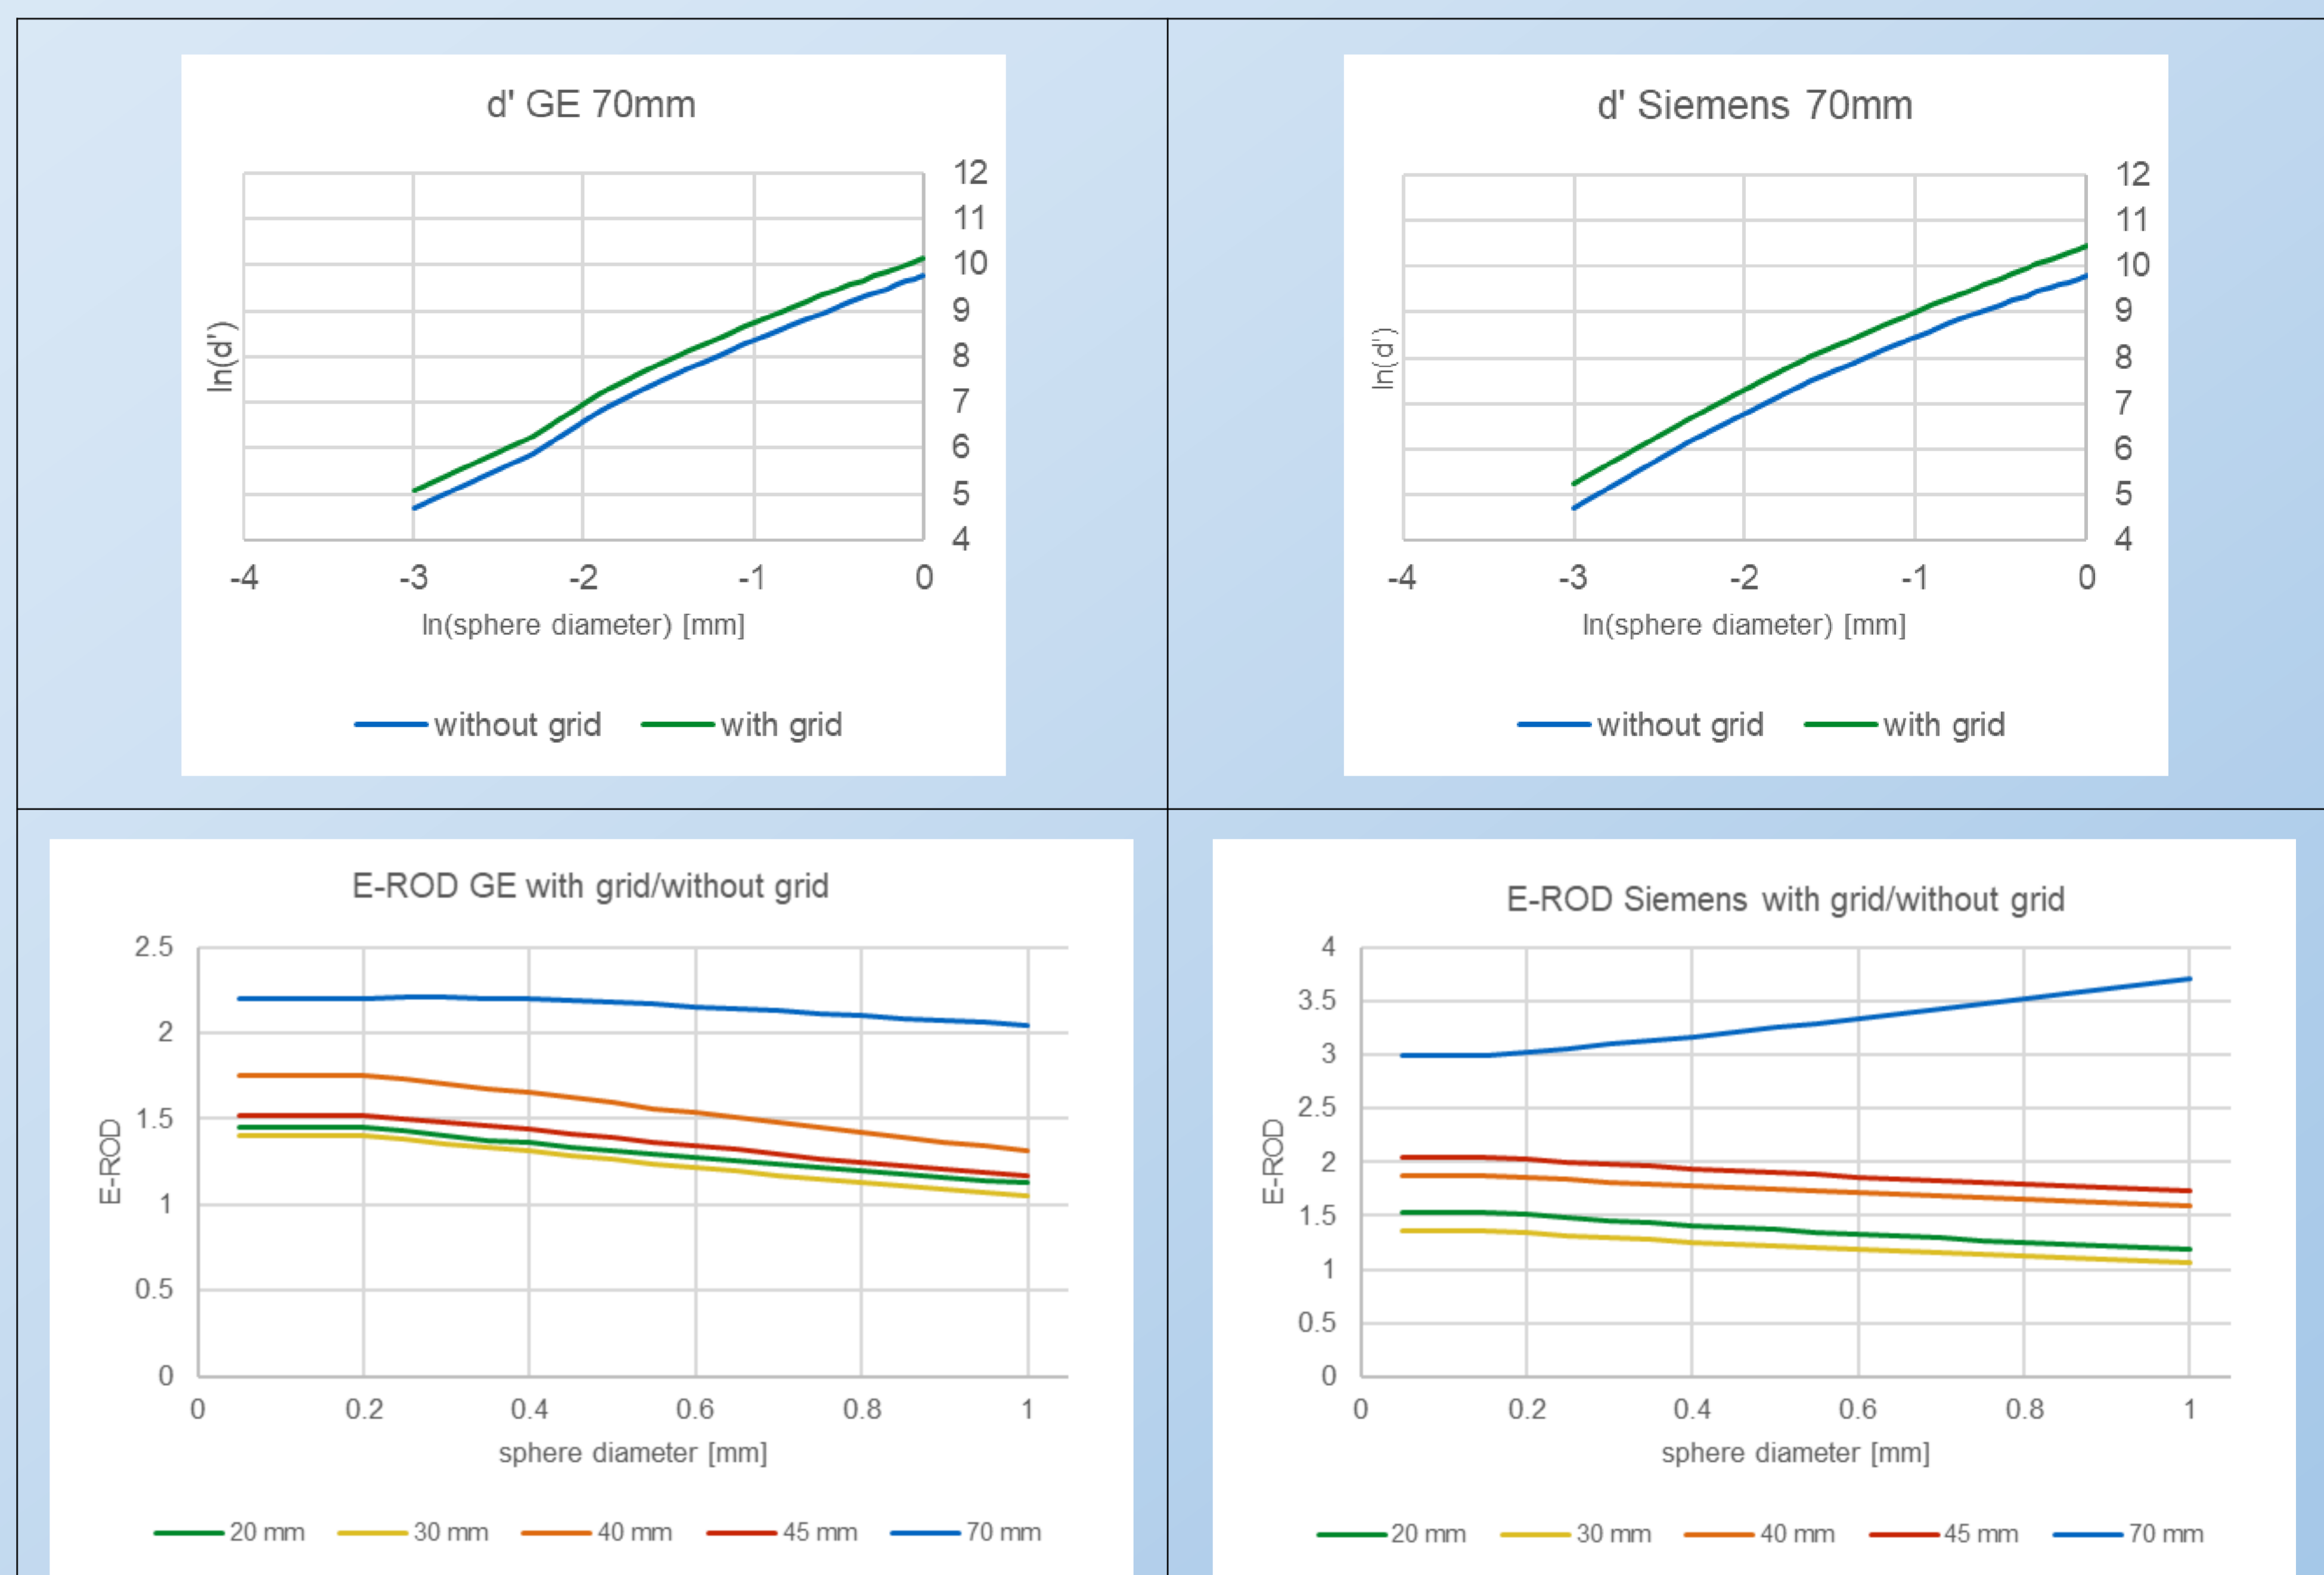 d' GE 70mm
12
11
10
9
8
7
6
5
4
ln(d')
-4 -3 -2 -1 0
ln(sphere diameter) [mm]
without grid with grid
d' Siemens 70mm
12
11
10
9
8
7
6
5
4
ln(d')
-4 -3 -2 -1 0
ln(sphere diameter) [mm]
without grid with grid
E-ROD GE with grid/without grid
2.5
2
1.5
1
0.5
0
E-ROD
0 0.2 0.4 0.6 0.8 1
sphere diameter [mm]
20 mm 30 mm 40 mm 45 mm 70 mm
E-ROD Siemens with grid/without grid
4
3.5
3
2.5
2
1.5
1
0.5
0
E-ROD
0 0.2 0.4 0.6 0.8 1
sphere diameter [mm]
20 mm 30 mm 40 mm 45 mm 70 mm